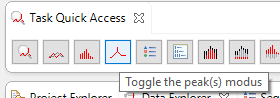 Task Quick Access
Toggle the peak(s) modus
Project Explorer
Data Explorer